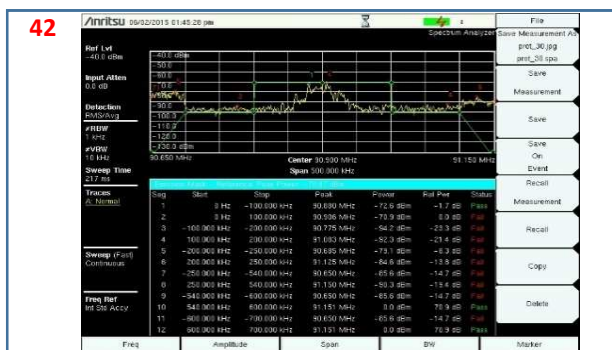 42
Anritsu 06/02/2015 01:45:28 pm
Spectrum Analyzer
Ref Lvl
-40.0 dBm
Input Atten
0.0 dB
Detection
RMS/Avg
#RBW
1 kHz
#VBW
10 kHz
Sweep Time
217 ms
Traces
A: Normal
Sweep (Fast)
Continuous
Freq Ref
Int Std Accy
-40.0 dBm
-50.0
-60.0
-90.0
-100.0
-110.0
-120.0
-130.0 dBm
90.650 MHz
Center 90.900 MHz
91.150 MHz
Span 500.000 kHz
Seg Start Stop Peak Power Rel Pwr Status
1 0 Hz -100.000 kHz 90.880 MHz -72.6 dBm -1.7 dB Pass
2 0 Hz 100.000 kHz 90.906 MHz -70.9 dBm 0.0 dB Fail
3 -100.000 kHz -200.000 kHz 90.775 MHz -94.2 dBm -23.3 dB Fail
4 100.000 kHz 200.000 kHz 91.083 MHz -92.3 dBm -21.4 dB Fail
5 -200.000 kHz -250.000 kHz 90.685 MHz -79.1 dBm -8.3 dB Fail
6 200.000 kHz 250.000 kHz 91.125 MHz -84.6 dBm -13.8 dB Fail
7 -250.000 kHz -540.000 kHz 90.650 MHz -85.6 dBm -14.7 dB Fail
8 250.000 kHz 540.000 kHz 91.150 MHz -90.3 dBm -19.4 dB Fail
9 -540.000 kHz -600.000 kHz 90.650 MHz -85.6 dBm -14.7 dB Fail
10 540.000 kHz 600.000 kHz 91.151 MHz 0.0 dBm 70.9 dB Pass
11 -600.000 kHz -700.000 kHz 90.650 MHz -85.6 dBm -14.7 dB Fail
12 600.000 kHz 700.000 kHz 91.151 MHz 0.0 dBm 70.9 dB Pass
File
Save Measurement As
prot_30.jpg
prot_30.spa
Save
Measurement
Save
Save
On
Event
Recall
Measurement
Recall
Copy
Delete
Freq
Amplitude
Span
BW
Marker